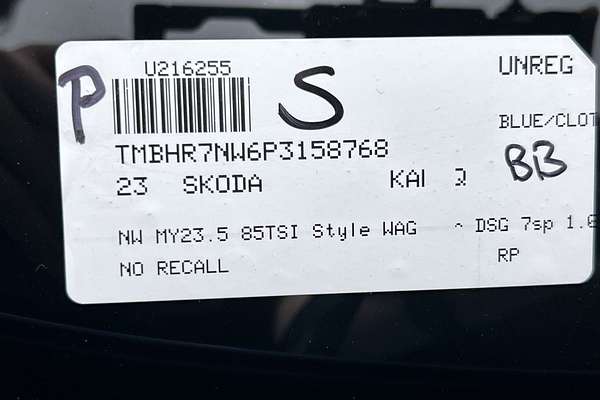 P
U216255
S
UNREG
BLUE/CLOT
TMBHR7NW6P3158768
BB
23 SKODA KAI
NW MY23.5 85TSI Style WAG - DSG 7sp 1.0
NO RECALL
RP